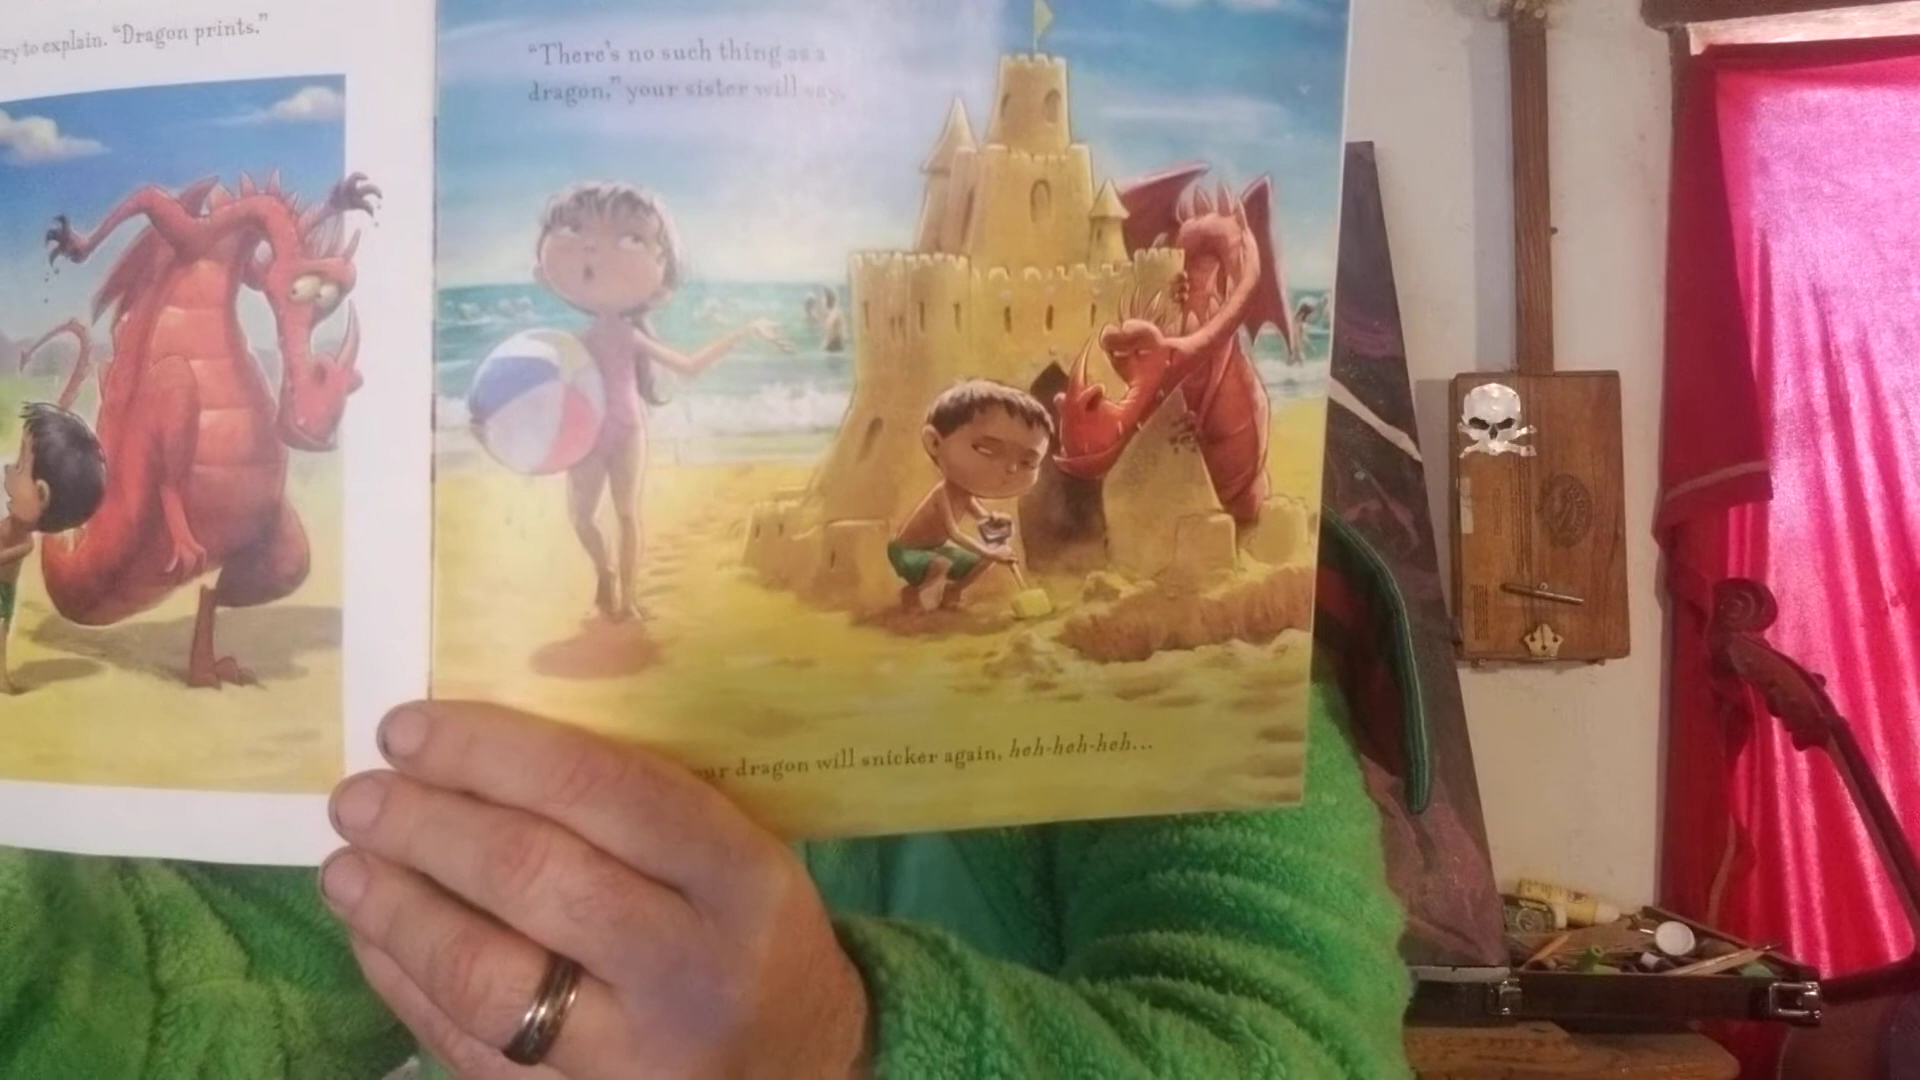 ry to explain. “Dragon prints.”
“There’s no such thing as a
dragon,” your sister will say.
ur dragon will snicker again, heh-heh-heh...